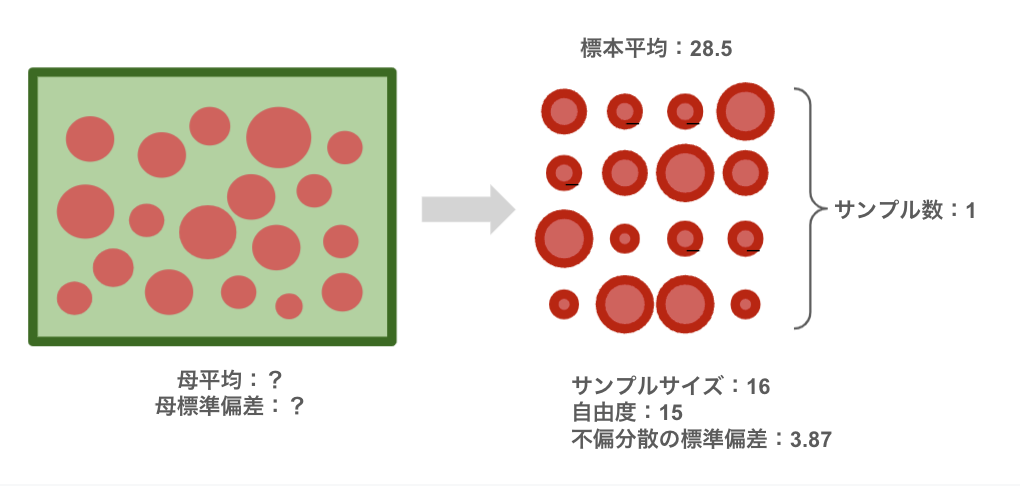 標本平均：28.5
サンプル数：1
母平均：？
母標準偏差：？
サンプルサイズ：16
自由度：15
不偏分散の標準偏差：3.87